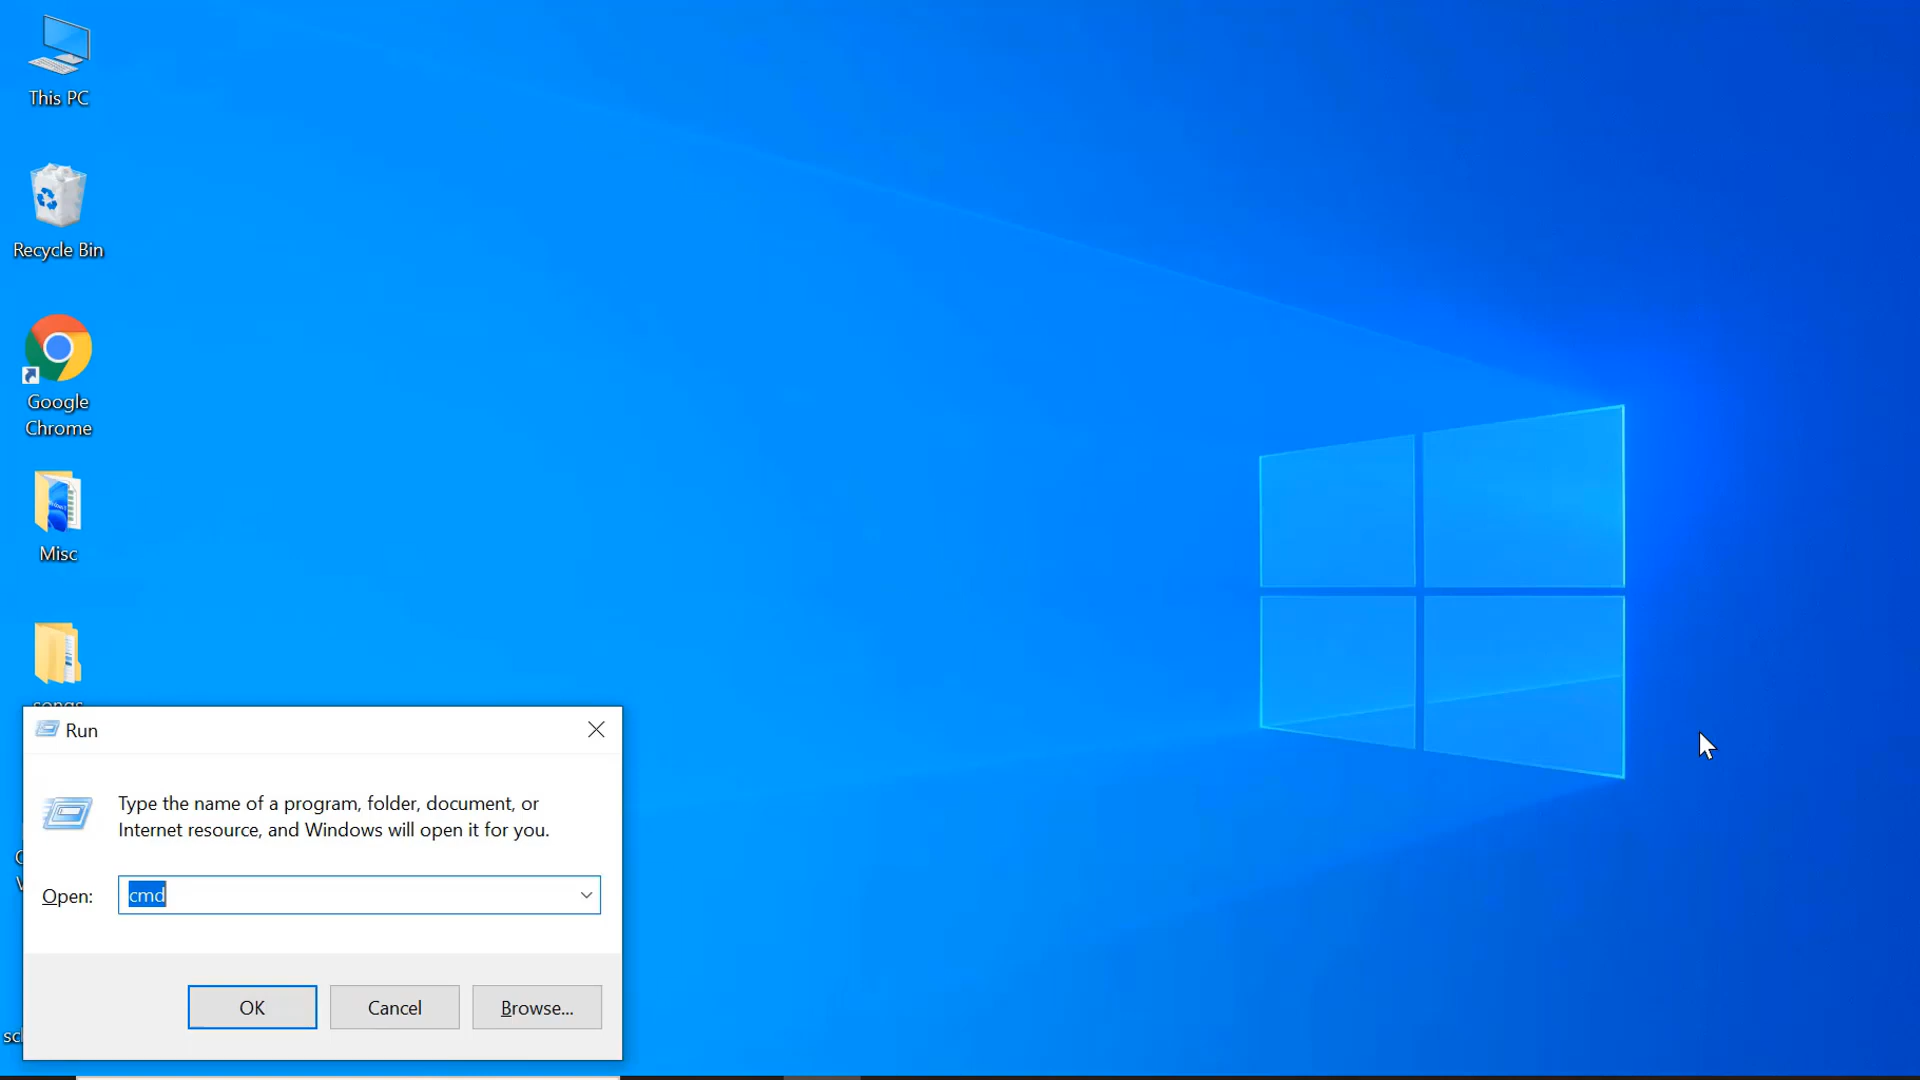 This PC
Recycle Bin
Google
Chrome
Misc
songs
Run
Type the name of a program, folder, document, or
Internet resource, and Windows will open it for you.
Open:
cmd
OK
Cancel
Browse...